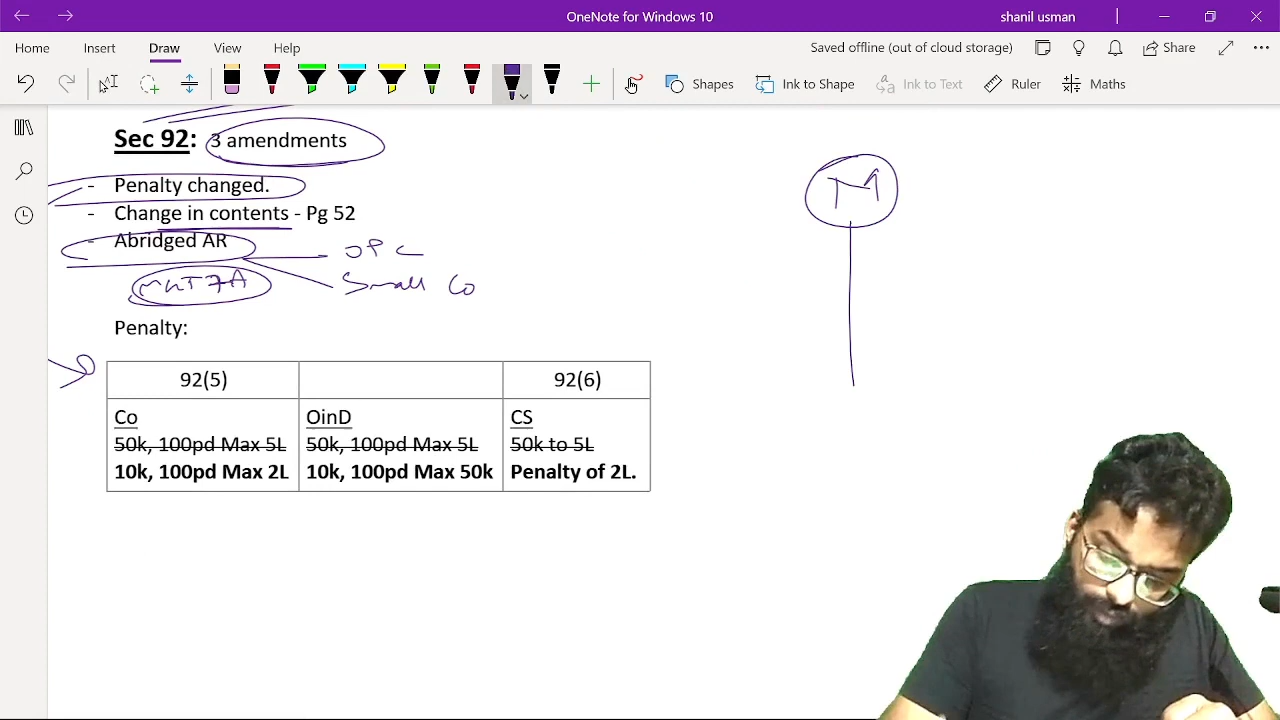 OneNote for Windows 10
shanil usman
Home Insert Draw View Help
Saved offline (out of cloud storage)
Share
Shapes
Ink to Shape
Ink to Text
Ruler
Maths
Sec 92: 3 amendments
- Penalty changed.
- Change in contents - Pg 52
- Abridged AR
OPC
MGT 7A
Small Co
Penalty:
92(5) 92(6)
Co OinD CS
50k, 100pd Max 5L 50k, 100pd Max 5L 50k to 5L
10k, 100pd Max 2L 10k, 100pd Max 50k Penalty of 2L.
M